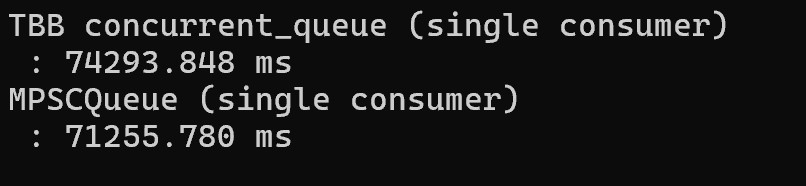 TBB concurrent_queue (single consumer)
 : 74293.848 ms
MPSCQueue (single consumer)
 : 71255.780 ms